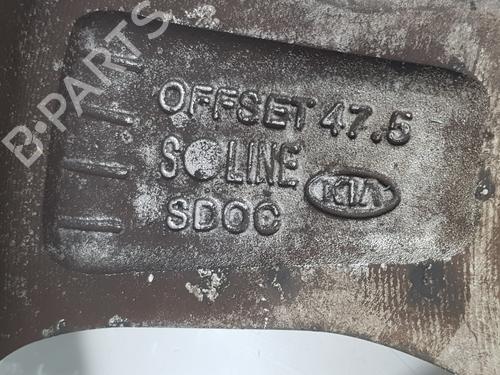 B-PARTS
OFFSET 47.5
S LINE
KIA
SDOC